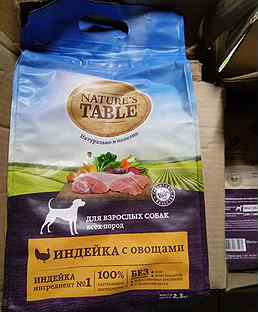 NATURE'S
TABLE
Натурально и полезно
ДЛЯ ВЗРОСЛЫХ СОБАК
всех пород
ИНДЕЙКА С ОВОЩАМИ
ИНДЕЙКА
ИНГРЕДИЕНТ №1
100%
БЕЗ